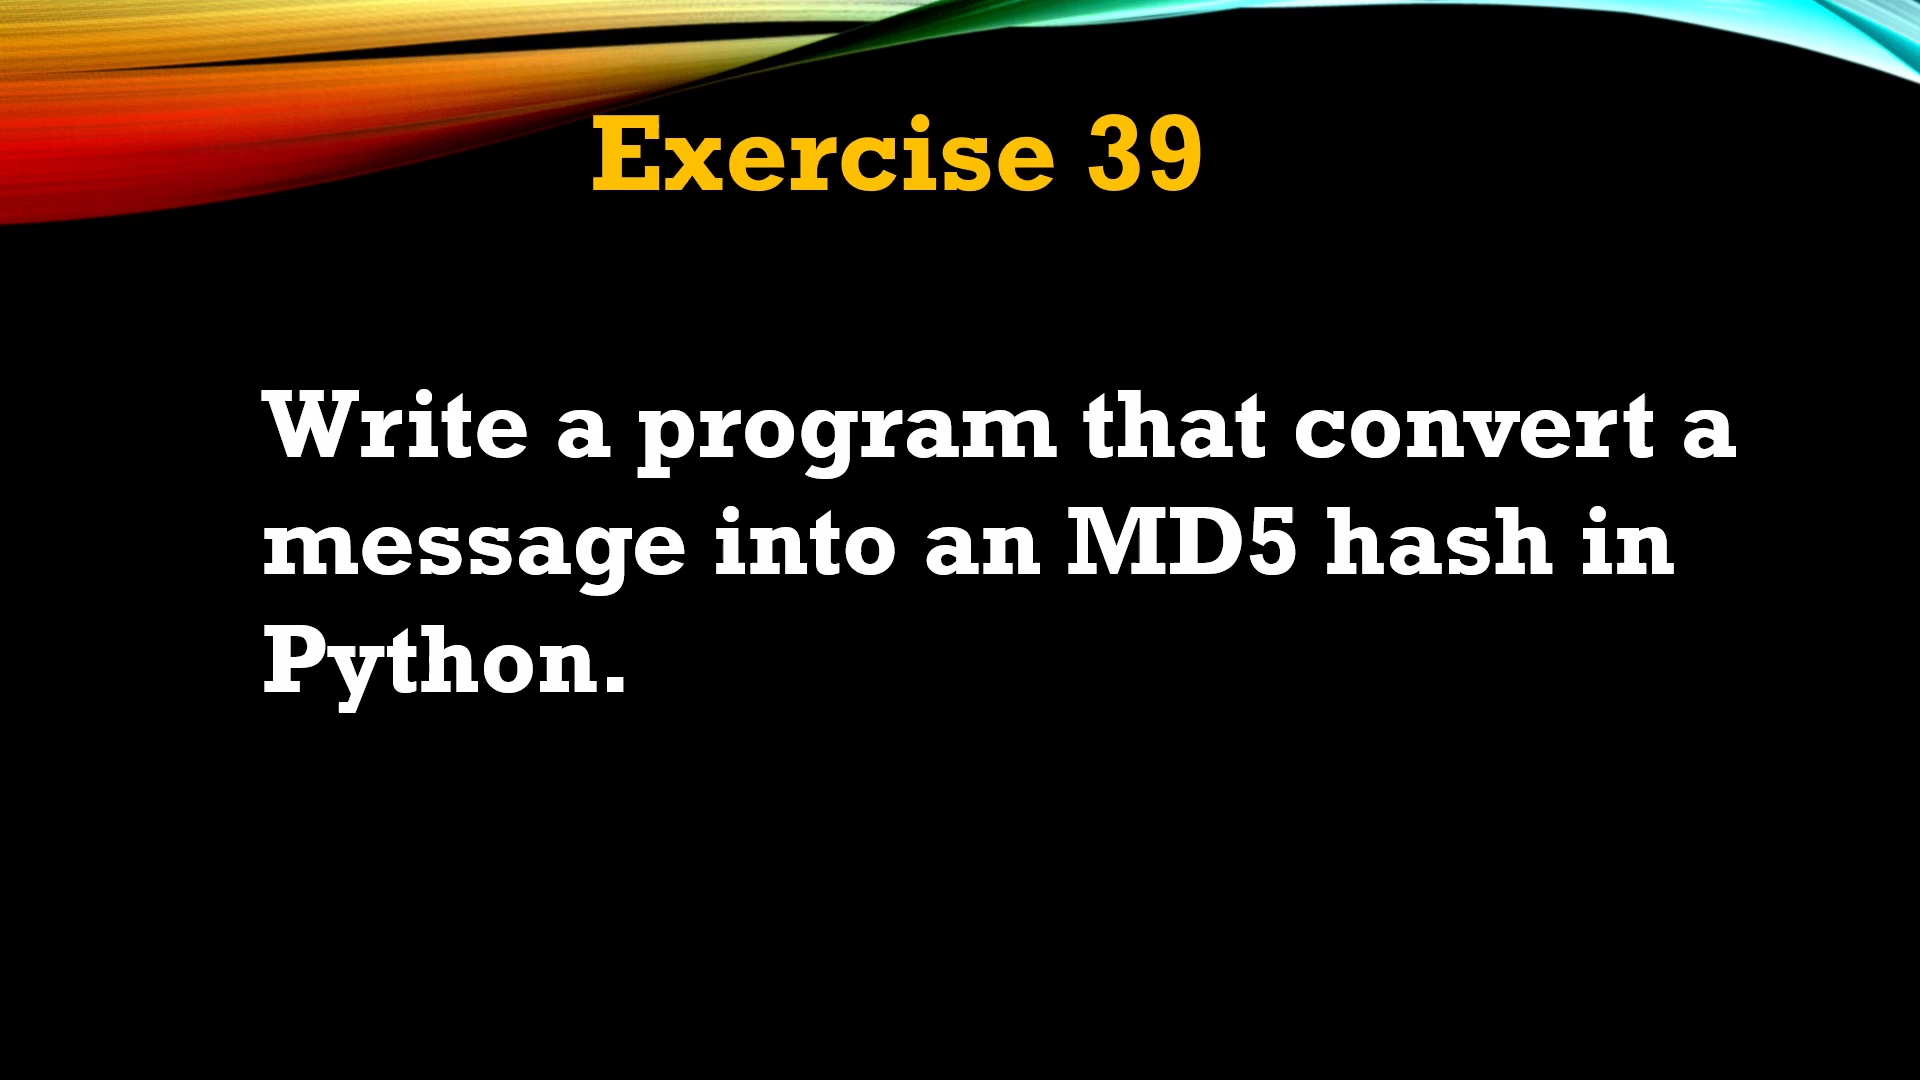 Exercise 39
Write a program that convert a
message into an MD5 hash in
Python.